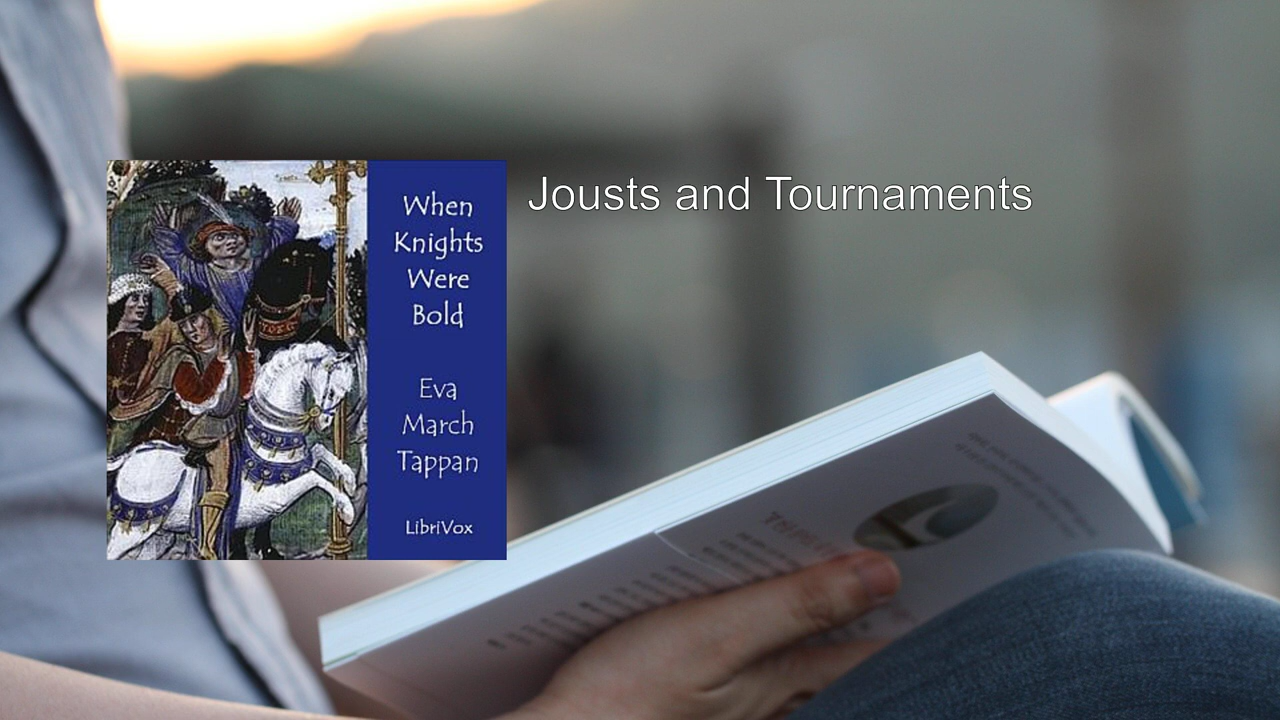 Jousts and Tournaments
When
Knights
Were
Bold
Eva
March
Tappan
LibriVox